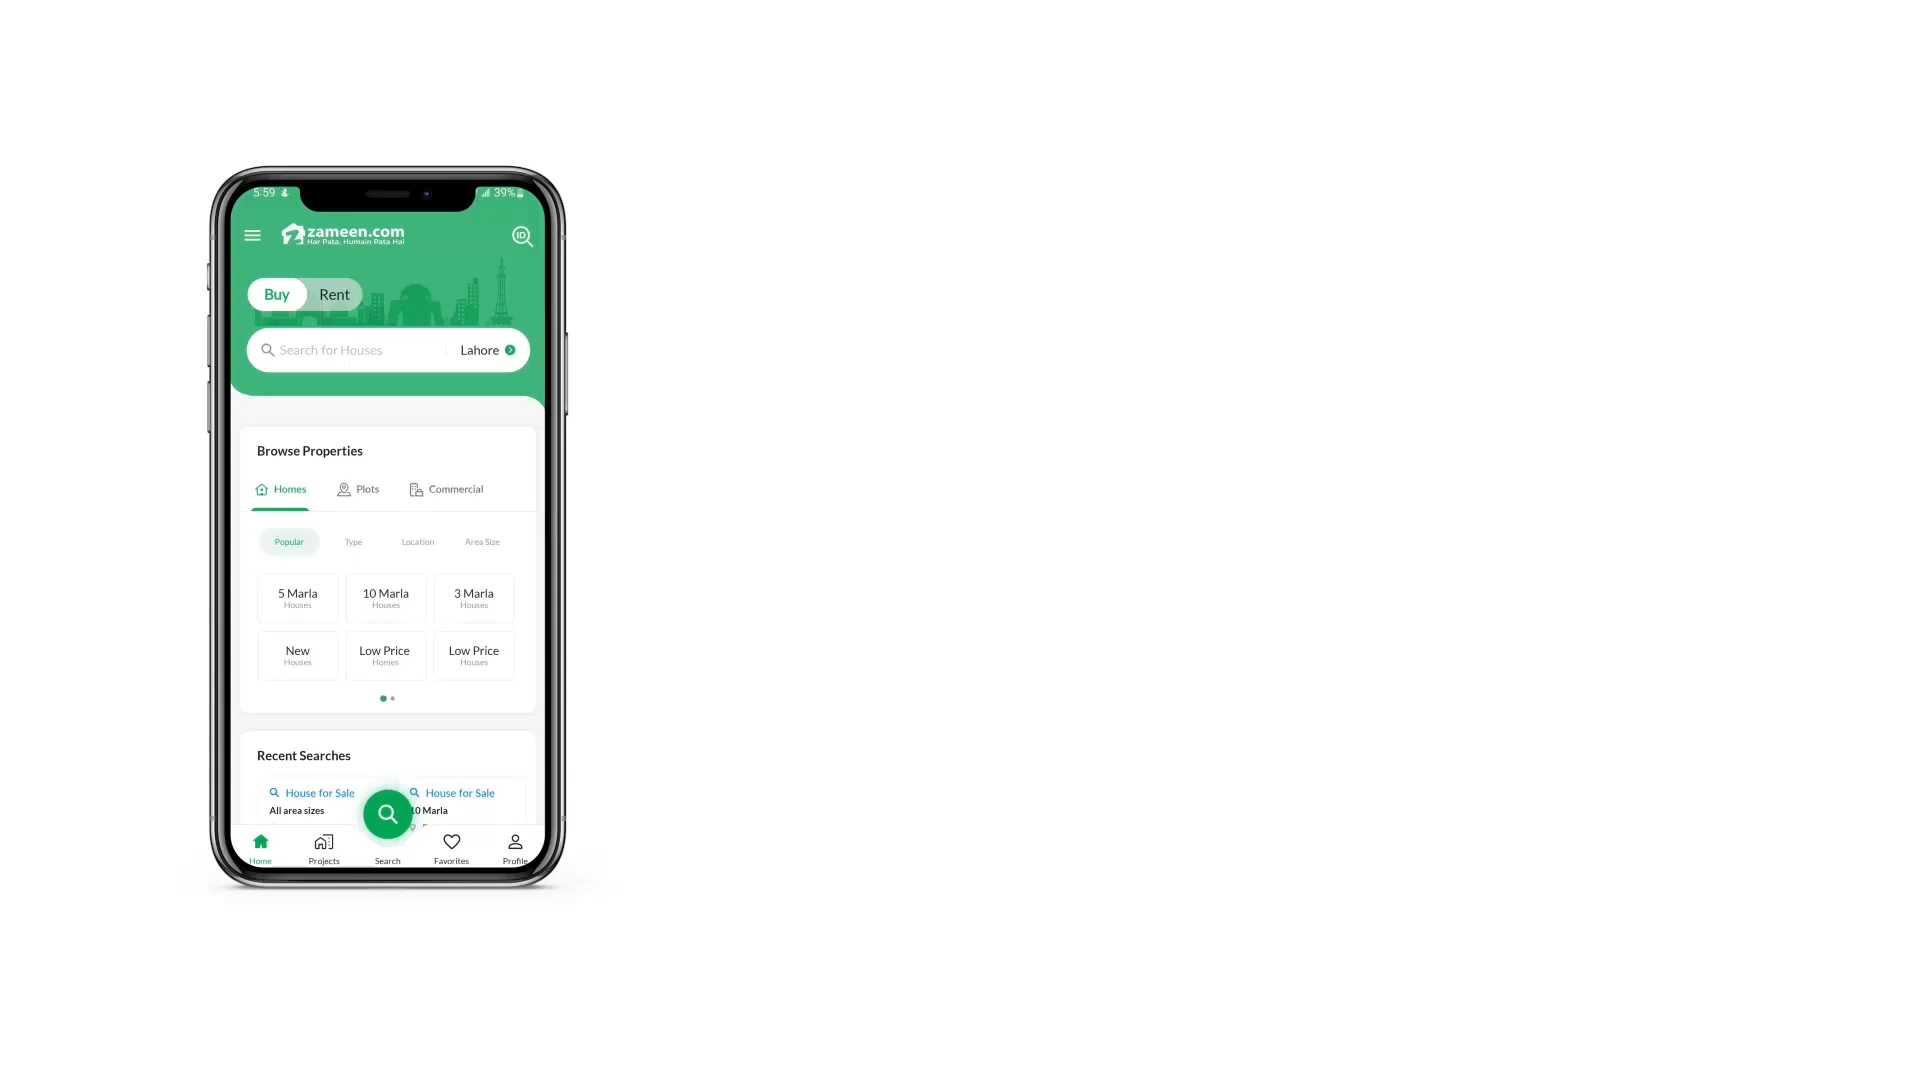 5:59 39%
zameen.com
Har Pata, Humain Pata Hai
ID
Buy Rent
Search for Houses Lahore
Browse Properties
Homes Plots Commercial
Popular Type Location Area Size
5 Marla 10 Marla 3 Marla
Houses Houses Houses
New Low Price Low Price
Houses Homes Houses
Recent Searches
House for Sale House for Sale
All area sizes 10 Marla
Home Projects Search Favorites Profile